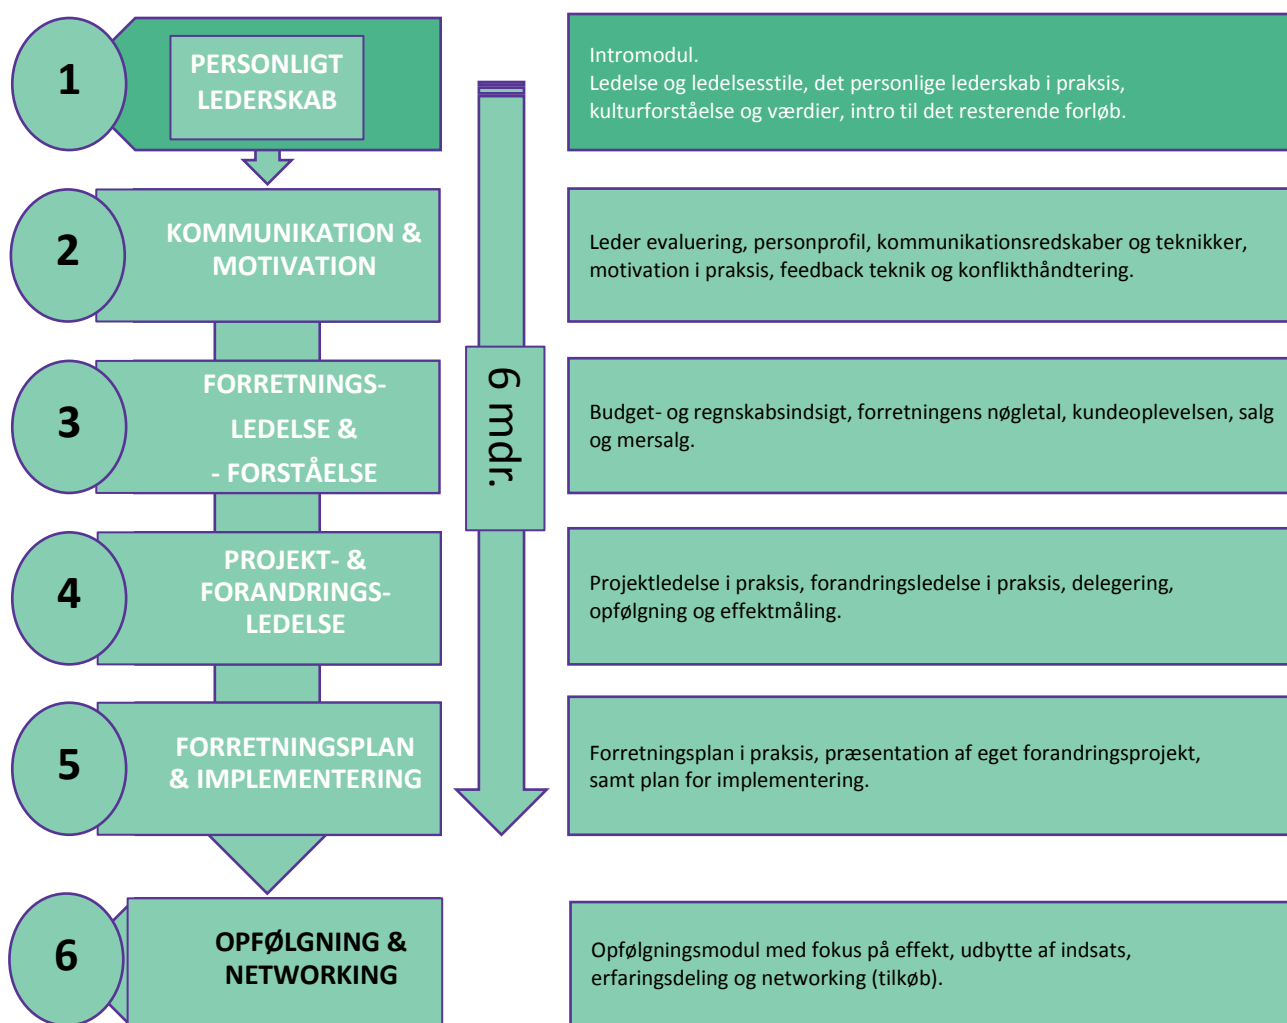 1
PERSONLIGT
LEDERSKAB
Intromodul.
Ledelse og ledelsesstile, det personlige lederskab i praksis,
kulturforståelse og værdier, intro til det resterende forløb.
2
KOMMUNIKATION &
MOTIVATION
Leder evaluering, personprofil, kommunikationsredskaber og teknikker,
motivation i praksis, feedback teknik og konflikthåndtering.
3
FORRETNINGS-
LEDELSE &
- FORSTÅELSE
6 mdr.
Budget- og regnskabsindsigt, forretningens nøgletal, kundeoplevelsen, salg
og mersalg.
4
PROJEKT- &
FORANDRINGS-
LEDELSE
Projektledelse i praksis, forandringsledelse i praksis, delegering,
opfølgning og effektmåling.
5
FORRETNINGSPLAN
& IMPLEMENTERING
Forretningsplan i praksis, præsentation af eget forandringsprojekt,
samt plan for implementering.
6
OPFØLGNING &
NETWORKING
Opfølgningsmodul med fokus på effekt, udbytte af indsats,
erfaringsdeling og networking (tilkøb).